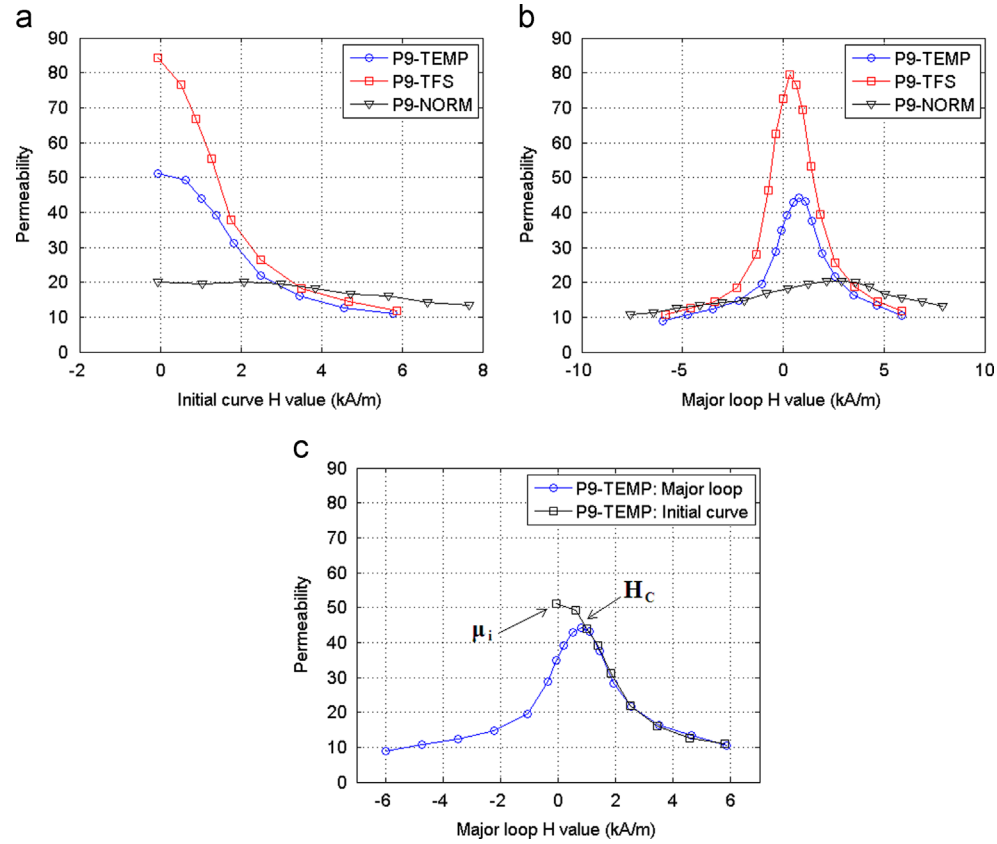 a
90
80
70
60
50
40
30
20
10
0
Permeability
P9-TEMP
P9-TFS
P9-NORM
-2
0
2
4
6
8
Initial curve H value (kA/m)
b
90
80
70
60
50
40
30
20
10
0
Permeability
P9-TEMP
P9-TFS
P9-NORM
-10
-5
0
5
10
Major loop H value (kA/m)
c
90
80
70
60
50
40
30
20
10
0
Permeability
P9-TEMP: Major loop
P9-TEMP: Initial curve
H C
μ i
-6
-4
-2
0
2
4
6
Major loop H value (kA/m)